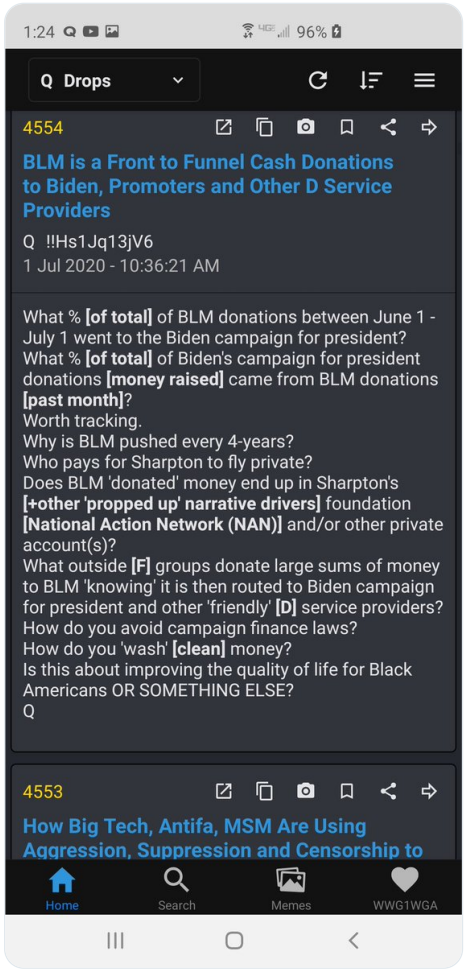 1:24
96%
Q Drops
4554
BLM is a Front to Funnel Cash Donations
to Biden, Promoters and Other D Service
Providers
Q !!Hs1Jq13jV6
1 Jul 2020 - 10:36:21 AM
What % [of total] of BLM donations between June 1 -
July 1 went to the Biden campaign for president?
What % [of total] of Biden's campaign for president
donations [money raised] came from BLM donations
[past month]?
Worth tracking.
Why is BLM pushed every 4-years?
Who pays for Sharpton to fly private?
Does BLM 'donated' money end up in Sharpton's
[+other 'propped up' narrative drivers] foundation
[National Action Network (NAN)] and/or other private
account(s)?
What outside [F] groups donate large sums of money
to BLM 'knowing' it is then routed to Biden campaign
for president and other 'friendly' [D] service providers?
How do you avoid campaign finance laws?
How do you 'wash' [clean] money?
Is this about improving the quality of life for Black
Americans OR SOMETHING ELSE?
Q
4553
How Big Tech, Antifa, MSM Are Using
Aggression, Suppression and Censorship to
Home Search Memes WWG1WGA